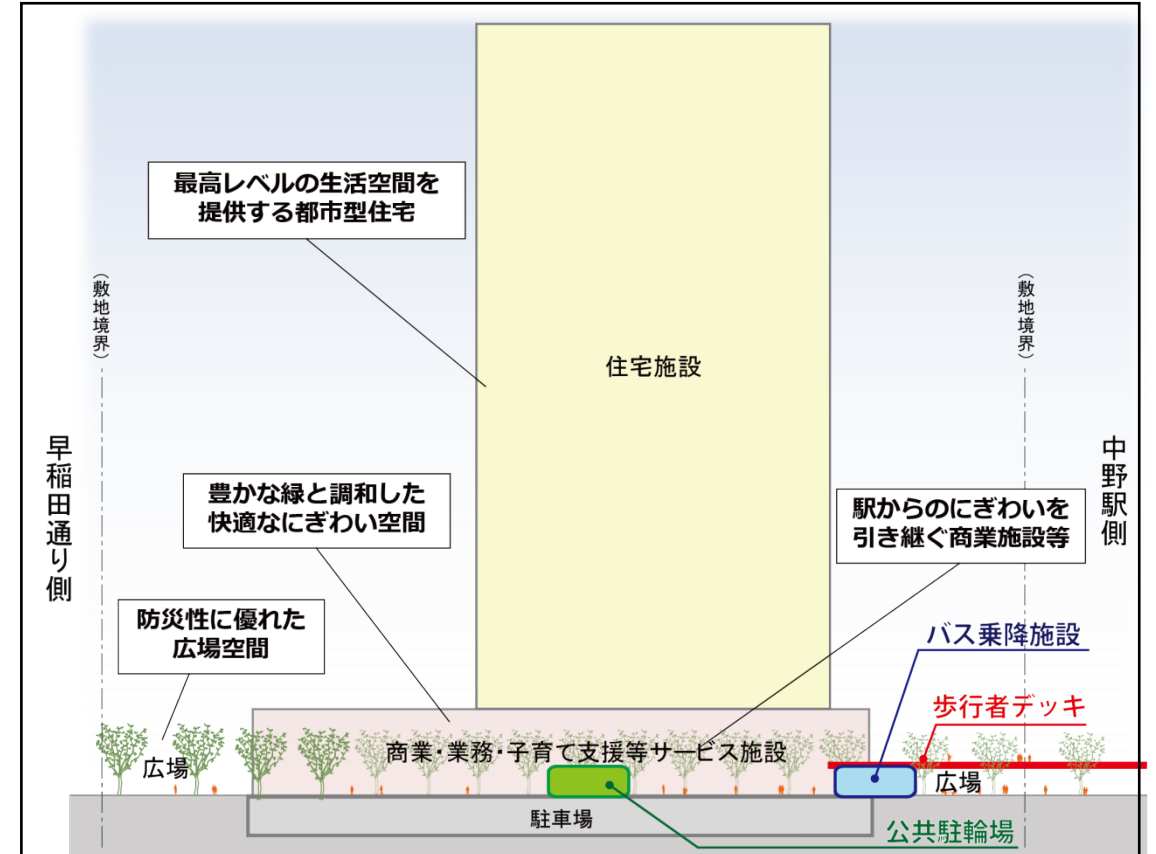 最高レベルの生活空間を
提供する都市型住宅
（敷地境界）
（敷地境界）
住宅施設
早稲田通り側
中野駅側
豊かな緑と調和した
快適なにぎわい空間
駅からのにぎわいを
引き継ぐ商業施設等
防災性に優れた
広場空間
バス乗降施設
歩行者デッキ
商業・業務・子育て支援等サービス施設
広場
広場
駐車場
公共駐輪場